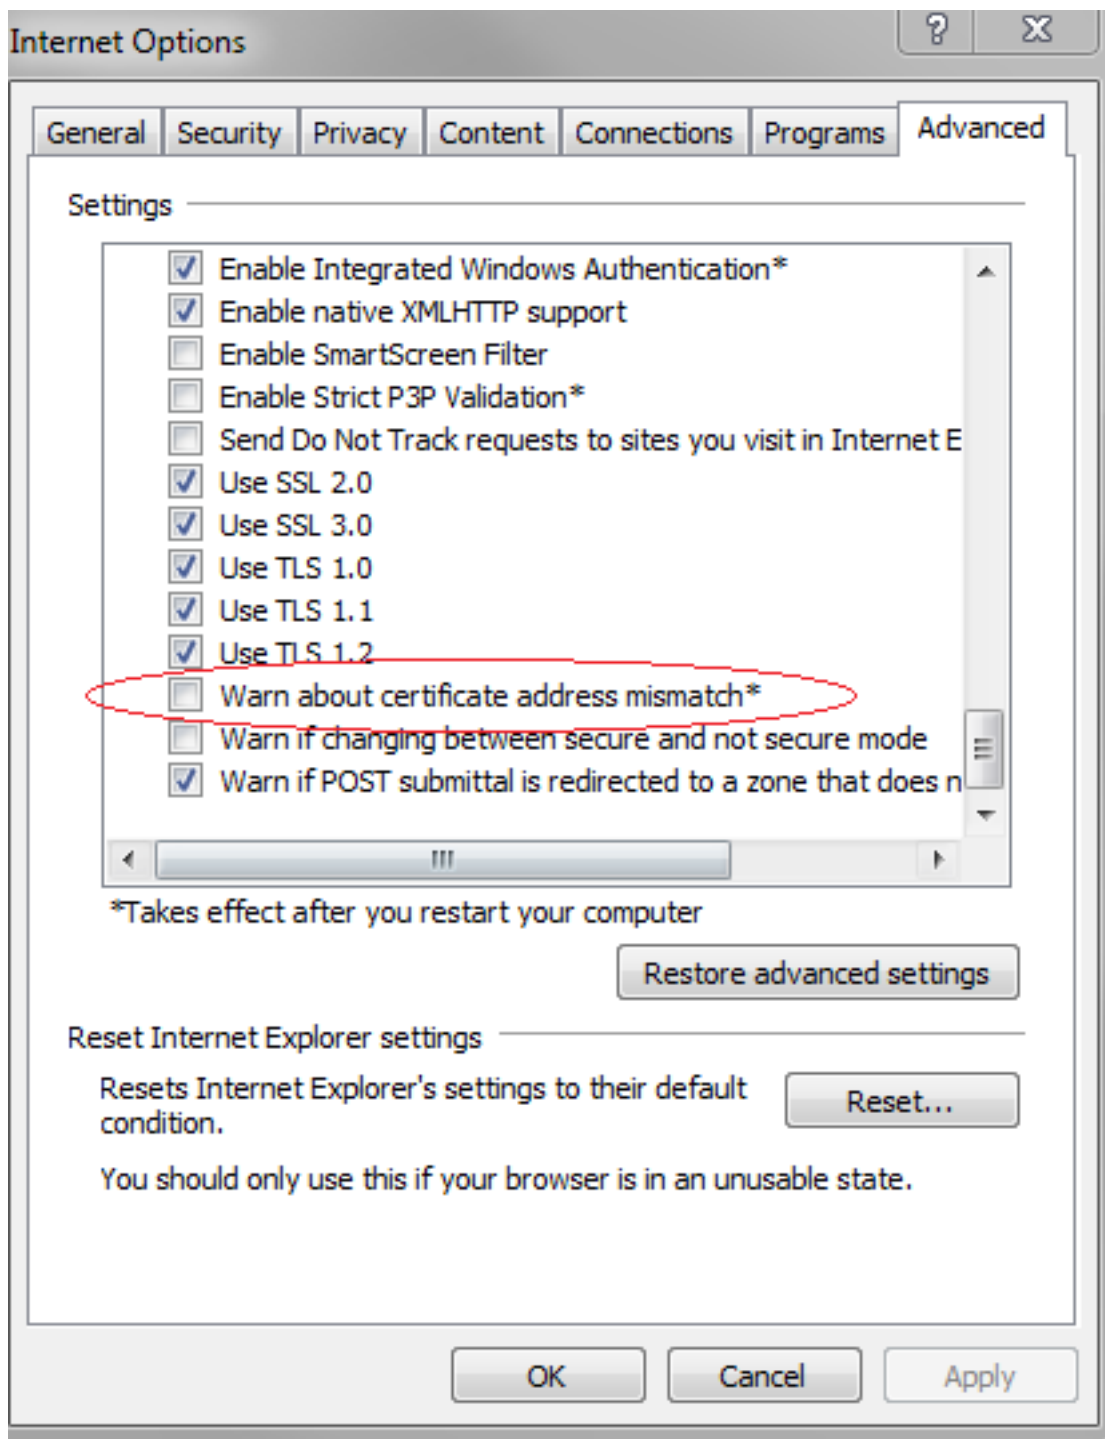 Internet Options
General Security Privacy Content Connections Programs Advanced
Settings
Enable Integrated Windows Authentication*
Enable native XMLHTTP support
Enable SmartScreen Filter
Enable Strict P3P Validation*
Send Do Not Track requests to sites you visit in Internet E
Use SSL 2.0
Use SSL 3.0
Use TLS 1.0
Use TLS 1.1
Use TLS 1.2
Warn about certificate address mismatch*
Warn if changing between secure and not secure mode
Warn if POST submittal is redirected to a zone that does n
*Takes effect after you restart your computer
Restore advanced settings
Reset Internet Explorer settings
Resets Internet Explorer's settings to their default
condition.
Reset...
You should only use this if your browser is in an unusable state.
OK Cancel Apply